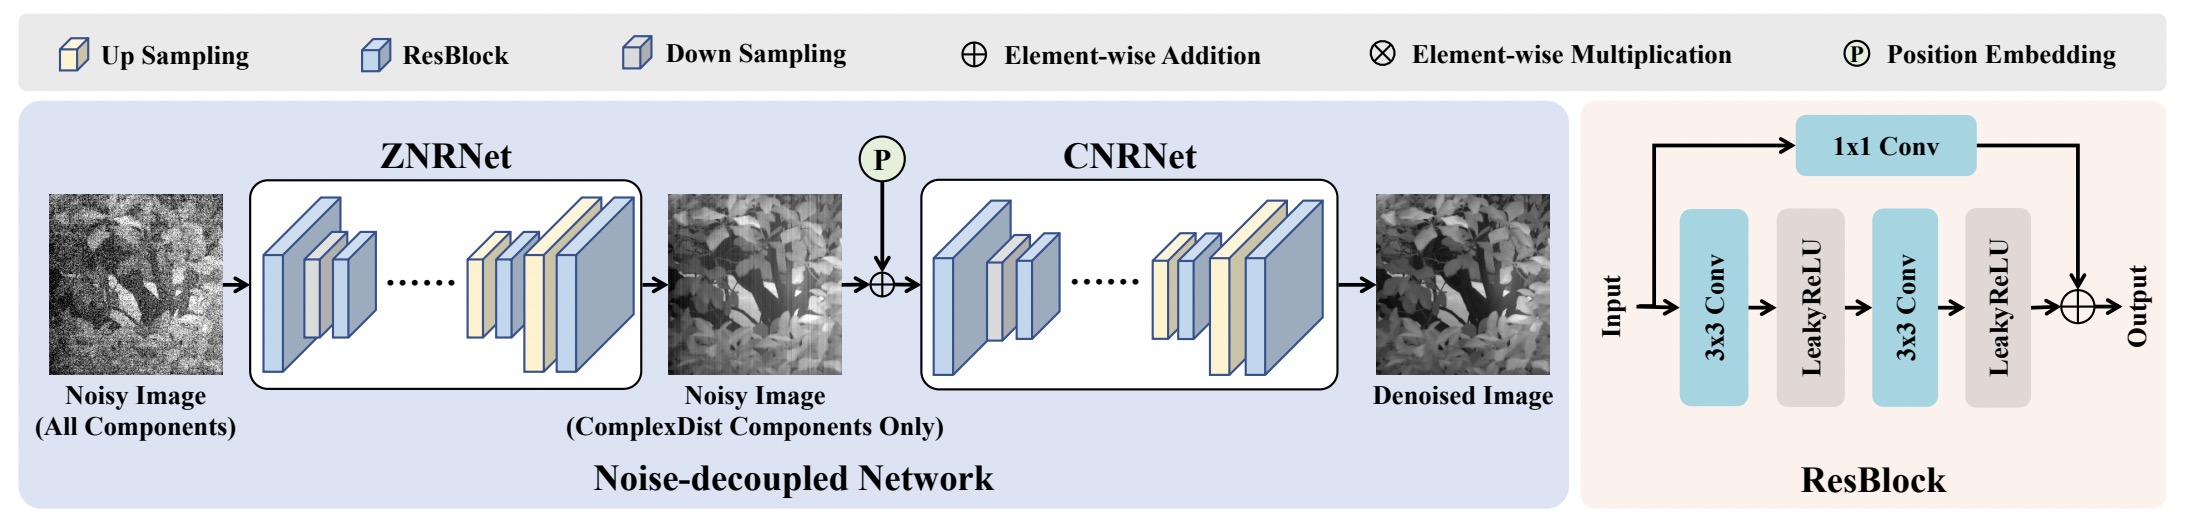 Up Sampling
ResBlock
Down Sampling
Element-wise Addition
Element-wise Multiplication
P
Position Embedding
ZNRNet
P
CNRNet
Noisy Image
(All Components)
Noisy Image
(ComplexDist Components Only)
Denoised Image
Noise-decoupled Network
1x1 Conv
Input
3x3 Conv
LeakyReLU
3x3 Conv
LeakyReLU
Output
ResBlock